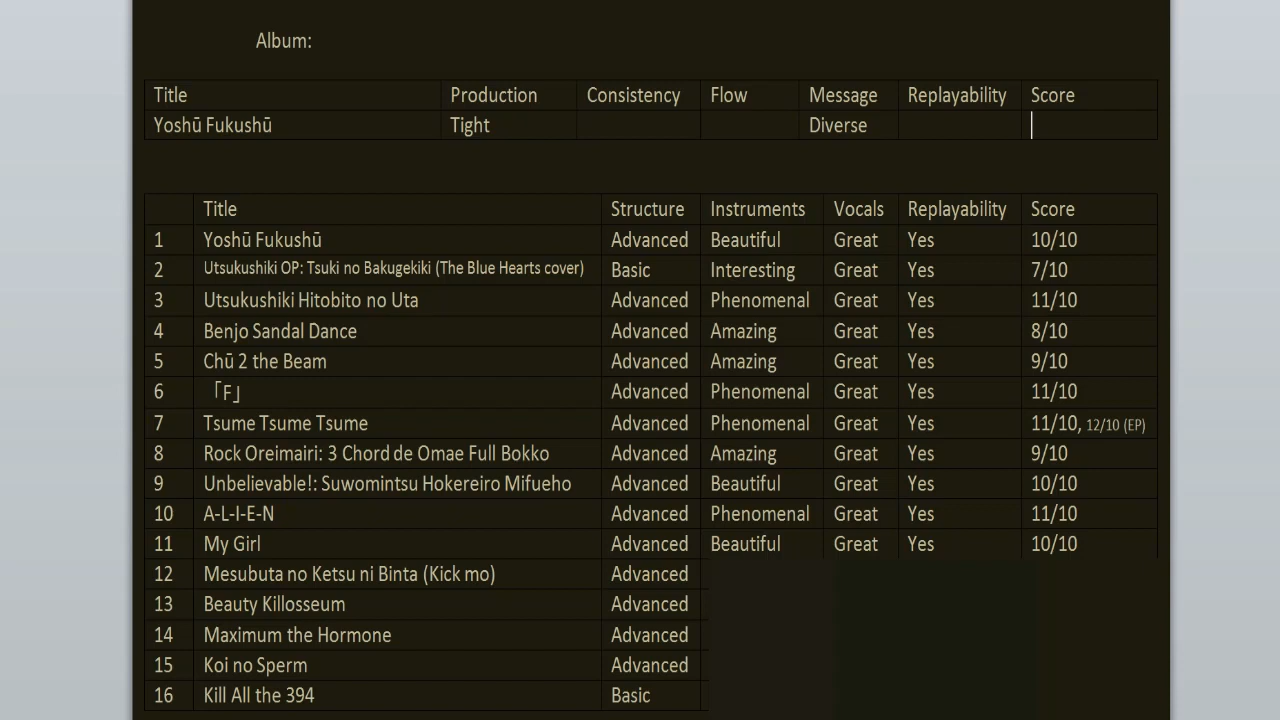 Album:
Title Production Consistency Flow Message Replayability Score
Yoshū Fukushū Tight Diverse
Title Structure Instruments Vocals Replayability Score
1 Yoshū Fukushū Advanced Beautiful Great Yes 10/10
2 Utsukushiki OP: Tsuki no Bakugekiki (The Blue Hearts cover) Basic Interesting Great Yes 7/10
3 Utsukushiki Hitobito no Uta Advanced Phenomenal Great Yes 11/10
4 Benjo Sandal Dance Advanced Amazing Great Yes 8/10
5 Chū 2 the Beam Advanced Amazing Great Yes 9/10
6 「F」 Advanced Phenomenal Great Yes 11/10
7 Tsume Tsume Tsume Advanced Phenomenal Great Yes 11/10, 12/10 (EP)
8 Rock Oreimairi: 3 Chord de Omae Full Bokko Advanced Amazing Great Yes 9/10
9 Unbelievable!: Suwomintsu Hokereiro Mifueho Advanced Beautiful Great Yes 10/10
10 A-L-I-E-N Advanced Phenomenal Great Yes 11/10
11 My Girl Advanced Beautiful Great Yes 10/10
12 Mesubuta no Ketsu ni Binta (Kick mo) Advanced
13 Beauty Killosseum Advanced
14 Maximum the Hormone Advanced
15 Koi no Sperm Advanced
16 Kill All the 394 Basic